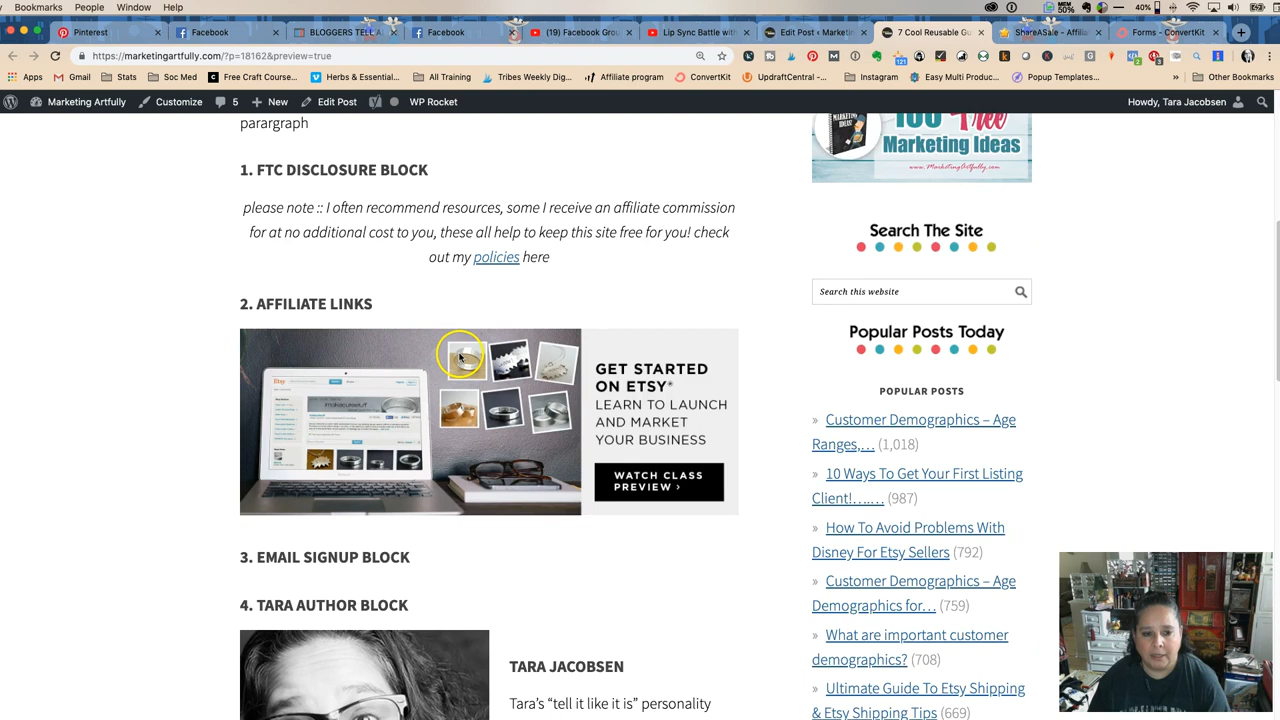 Bookmarks People Window Help
40%
Pinterest
Facebook
BLOGGERS TELL A
Facebook
(19) Facebook Gro
Lip Sync Battle with
Edit Post ‹ Marketin
7 Cool Reusable Gu
ShareASale - Affilia
Forms - ConvertKit
https://marketingartfully.com/?p=18162&preview=true
Apps
Gmail
Stats
Soc Med
Free Craft Course...
Herbs & Essential...
All Training
Tribes Weekly Dig...
Affiliate program
ConvertKit
UpdraftCentral -...
Instagram
Easy Multi Produc...
Popup Templates...
»
Other Bookmarks
Marketing Artfully
Customize
5
New
Edit Post
WP Rocket
Howdy, Tara Jacobsen
parargraph
1. FTC DISCLOSURE BLOCK
please note :: I often recommend resources, some I receive an affiliate commission
for at no additional cost to you, these all help to keep this site free for you! check
out my policies here
2. AFFILIATE LINKS
Etsy
GET STARTED
ON ETSY®
LEARN TO LAUNCH
AND MARKET
YOUR BUSINESS
WATCH CLASS
PREVIEW ›
3. EMAIL SIGNUP BLOCK
4. TARA AUTHOR BLOCK
TARA JACOBSEN
Tara's "tell it like it is" personality
100 Free
Marketing Ideas
www.MarketingArtfully.com
Search The Site
Search this website
Popular Posts Today
POPULAR POSTS
» Customer Demographics – Age
Ranges,... (1,018)
» 10 Ways To Get Your First Listing
Client!...... (987)
» How To Avoid Problems With
Disney For Etsy Sellers (792)
» Customer Demographics – Age
Demographics for... (759)
» What are important customer
demographics? (708)
» Ultimate Guide To Etsy Shipping
& Etsy Shipping Tips (669)